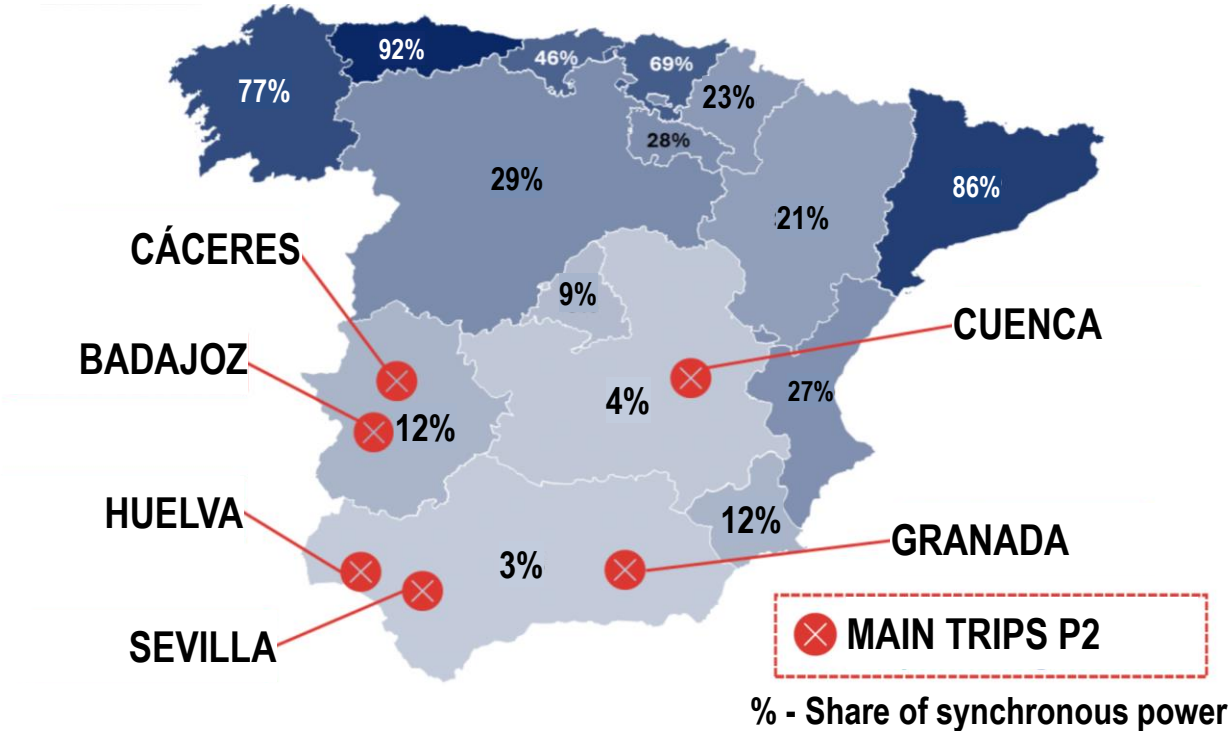 92%
46%
69%
77%
23%
28%
29%
86%
21%
CÁCERES
9%
CUENCA
BADAJOZ
27%
4%
12%
HUELVA
12%
GRANADA
3%
SEVILLA
MAIN TRIPS P2
% - Share of synchronous power